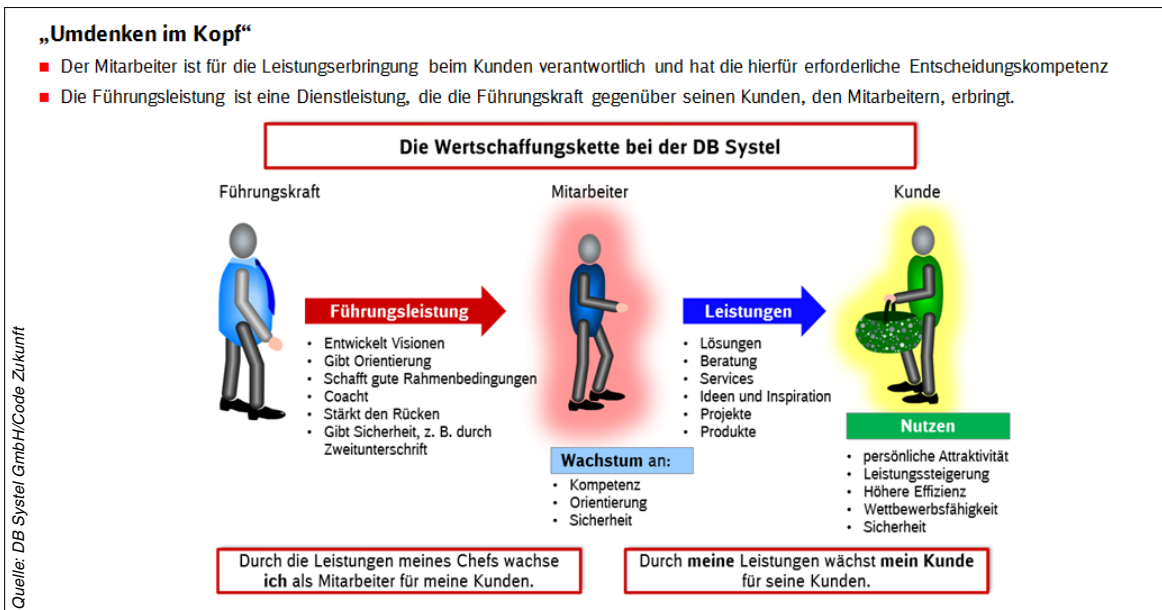 „Umdenken im Kopf“
Der Mitarbeiter ist für die Leistungserbringung beim Kunden verantwortlich und hat die hierfür erforderliche Entscheidungskompetenz
Die Führungsleistung ist eine Dienstleistung, die die Führungskraft gegenüber seinen Kunden, den Mitarbeitern, erbringt.
Die Wertschaffungskette bei der DB Systel
Führungskraft
Mitarbeiter
Kunde
Führungsleistung
• Entwickelt Visionen
• Gibt Orientierung
• Schafft gute Rahmenbedingungen
• Coacht
• Stärkt den Rücken
• Gibt Sicherheit, z. B. durch
Zweitunterschrift
Leistungen
• Lösungen
• Beratung
• Services
• Ideen und Inspiration
• Projekte
• Produkte
Wachstum an:
• Kompetenz
• Orientierung
• Sicherheit
Nutzen
• persönliche Attraktivität
• Leistungssteigerung
• Höhere Effizienz
• Wettbewerbsfähigkeit
• Sicherheit
Durch die Leistungen meines Chefs wachse
ich als Mitarbeiter für meine Kunden.
Durch meine Leistungen wächst mein Kunde
für seine Kunden.
Quelle: DB Systel GmbH/Code Zukunft